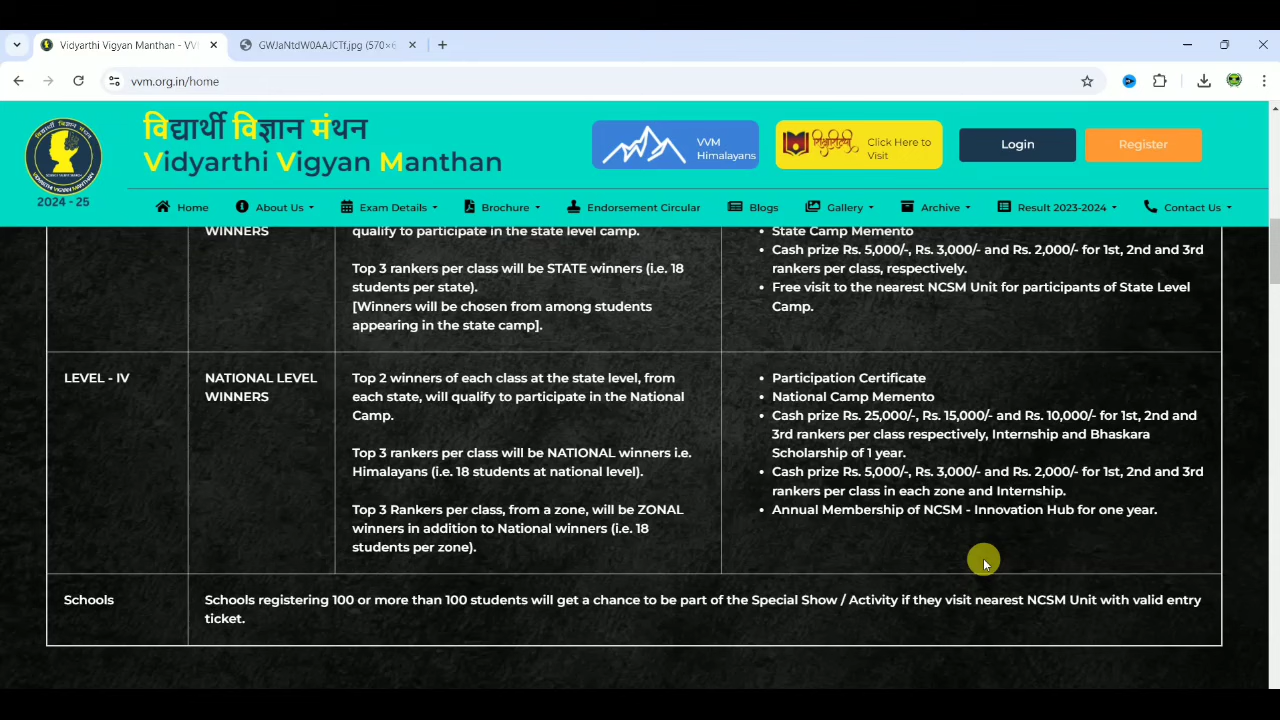 Vidyarthi Vigyan Manthan - VV
GWJaNtdW0AAJCTf.jpg (570×6
vvm.org.in/home
विद्यार्थी विज्ञान मंथन
Vidyarthi Vigyan Manthan
2024 - 25
VVM
Himalayans
Click Here to
Visit
Login
Register
Home
About Us
Exam Details
Brochure
Endorsement Circular
Blogs
Gallery
Archive
Result 2023-2024
Contact Us
WINNERS
qualify to participate in the state level camp.
Top 3 rankers per class will be STATE winners (i.e. 18
students per state).
[Winners will be chosen from among students
appearing in the state camp].
State Camp Memento
Cash prize Rs. 5,000/-, Rs. 3,000/- and Rs. 2,000/- for 1st, 2nd and 3rd
rankers per class, respectively.
Free visit to the nearest NCSM Unit for participants of State Level
Camp.
LEVEL - IV
NATIONAL LEVEL
WINNERS
Top 2 winners of each class at the state level, from
each state, will qualify to participate in the National
Camp.
Top 3 rankers per class will be NATIONAL winners i.e.
Himalayans (i.e. 18 students at national level).
Top 3 Rankers per class, from a zone, will be ZONAL
winners in addition to National winners (i.e. 18
students per zone).
Participation Certificate
National Camp Memento
Cash prize Rs. 25,000/-, Rs. 15,000/- and Rs. 10,000/- for 1st, 2nd and
3rd rankers per class respectively, Internship and Bhaskara
Scholarship of 1 year.
Cash prize Rs. 5,000/-, Rs. 3,000/- and Rs. 2,000/- for 1st, 2nd and 3rd
rankers per class in each zone and Internship.
Annual Membership of NCSM - Innovation Hub for one year.
Schools
Schools registering 100 or more than 100 students will get a chance to be part of the Special Show / Activity if they visit nearest NCSM Unit with valid entry
ticket.